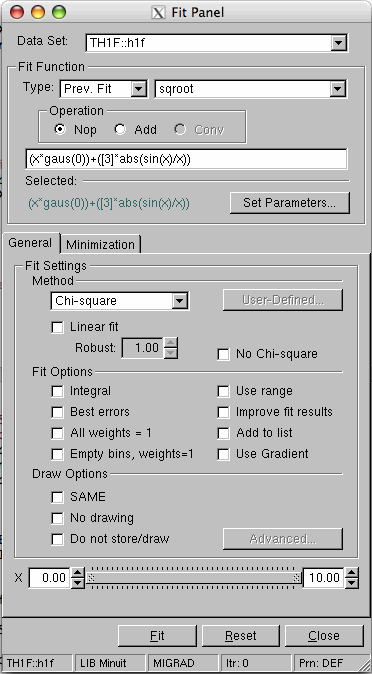 Fit Panel
Data Set: TH1F::h1f
Fit Function
Type: Prev. Fit sqroot
Operation
Nop Add Conv
(x*gaus(0))+([3]*abs(sin(x)/x))
Selected:
(x*gaus(0))+([3]*abs(sin(x)/x)) Set Parameters...
General Minimization
Fit Settings
Method
Chi-square User-Defined...
Linear fit
Robust: 1.00 No Chi-square
Fit Options
Integral Use range
Best errors Improve fit results
All weights = 1 Add to list
Empty bins, weights=1 Use Gradient
Draw Options
SAME
No drawing
Do not store/draw Advanced...
X 0.00 10.00
Fit Reset Close
TH1F::h1f LIB Minuit MIGRAD Itr: 0 Prn: DEF